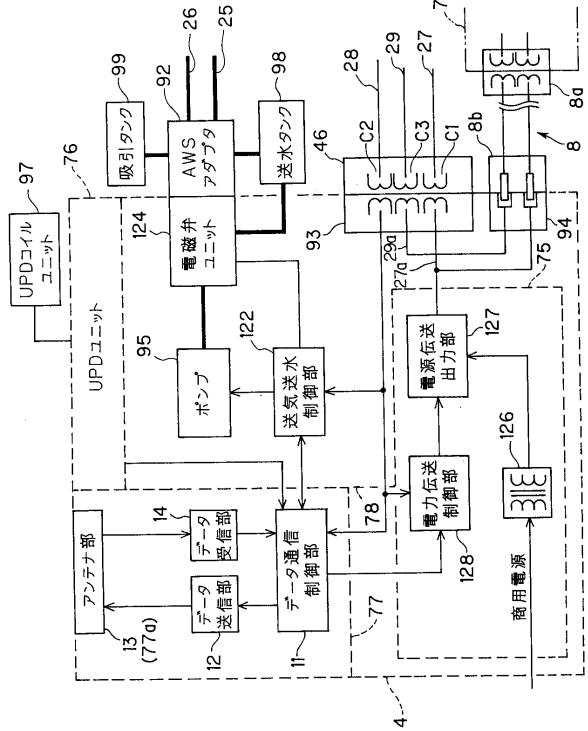 97
UPDコイル
ユニット
76
UPDユニット
99
吸引タンク
26
25
92
AWS
アダプタ
124
電磁弁
ユニット
98
送水タンク
95
ポンプ
122
送気送水
制御部
アンテナ部
13
(77a)
14
データ
受信部
データ
送信部
12
データ通信
制御部
11
77
78
4
46
28
29
27
C2
C3
C1
93
29a
27a
8b
8
8a
7
94
75
電源伝送
出力部
127
電力伝送
制御部
128
126
商用電源